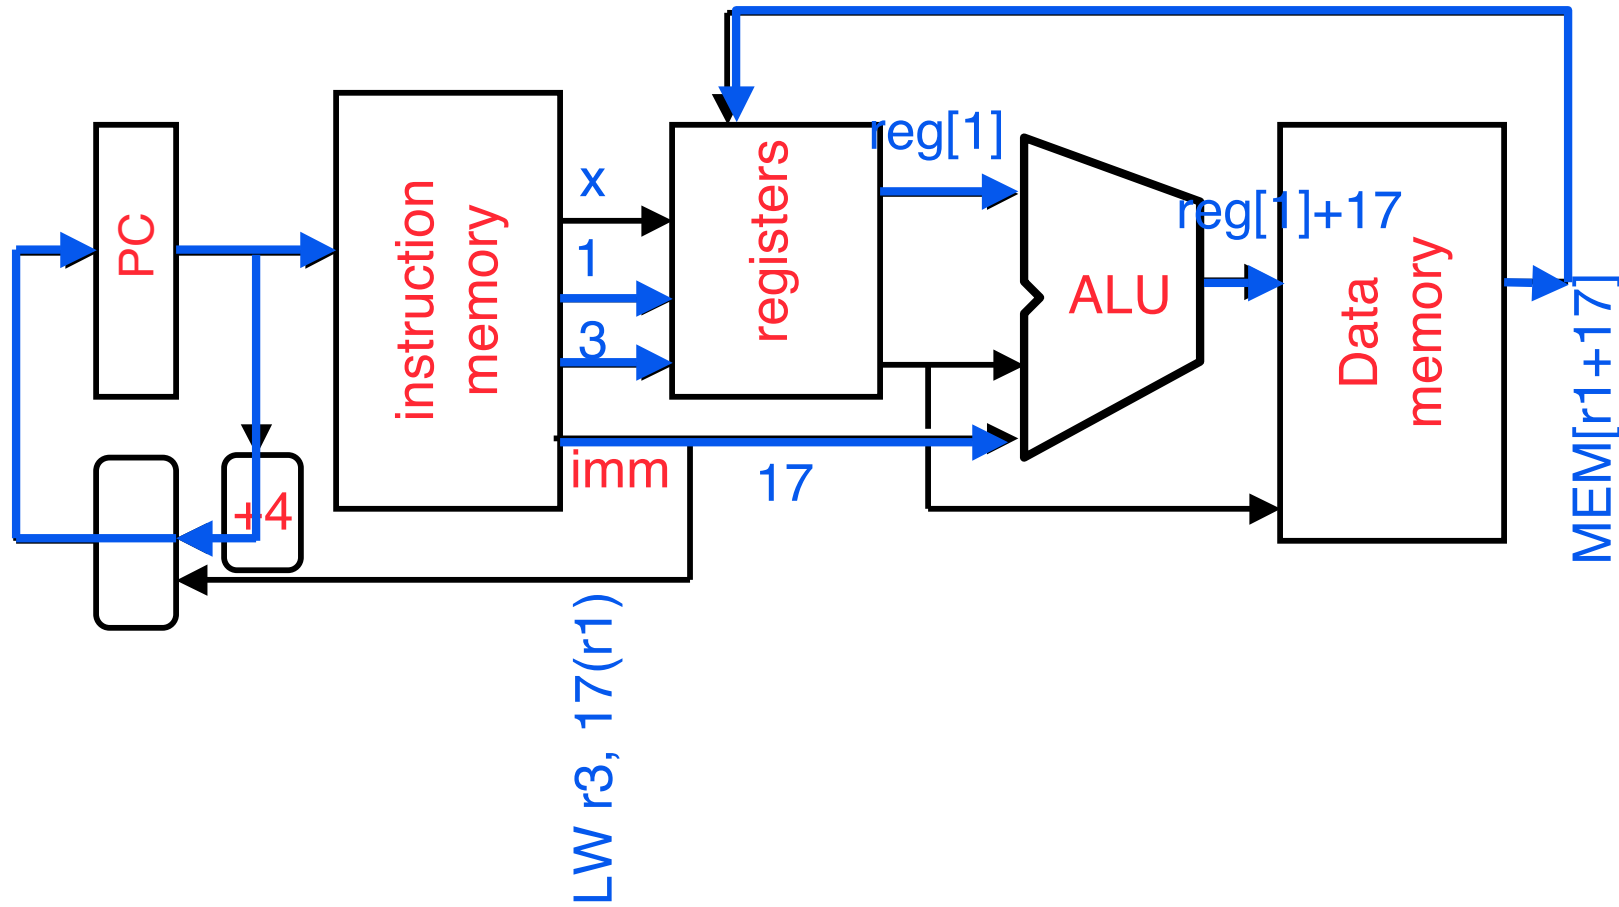 PC
+4
instruction
memory
x
1
3
imm
17
registers
reg[1]
ALU
reg[1]+17
Data
memory
MEM[r1+17]
LW r3, 17(r1)